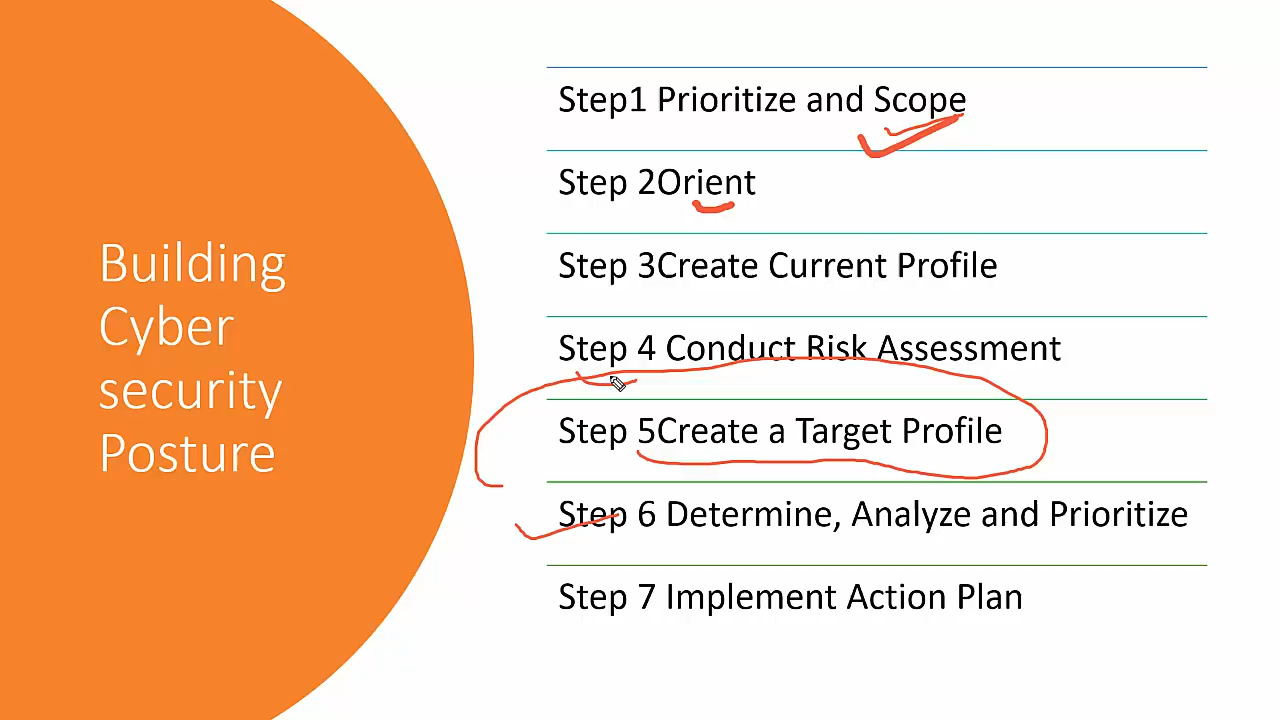 Building
Cyber
security
Posture
Step1 Prioritize and Scope
Step 2Orient
Step 3Create Current Profile
Step 4 Conduct Risk Assessment
Step 5Create a Target Profile
Step 6 Determine, Analyze and Prioritize
Step 7 Implement Action Plan